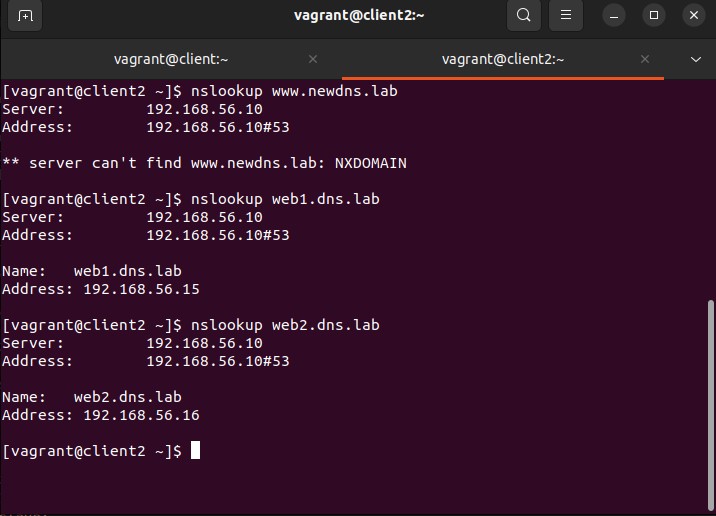 vagrant@client2:~
vagrant@client:~
vagrant@client2:~
[vagrant@client2 ~]$ nslookup www.newdns.lab
Server:         192.168.56.10
Address:        192.168.56.10#53

** server can't find www.newdns.lab: NXDOMAIN

[vagrant@client2 ~]$ nslookup web1.dns.lab
Server:         192.168.56.10
Address:        192.168.56.10#53

Name:   web1.dns.lab
Address: 192.168.56.15

[vagrant@client2 ~]$ nslookup web2.dns.lab
Server:         192.168.56.10
Address:        192.168.56.10#53

Name:   web2.dns.lab
Address: 192.168.56.16

[vagrant@client2 ~]$